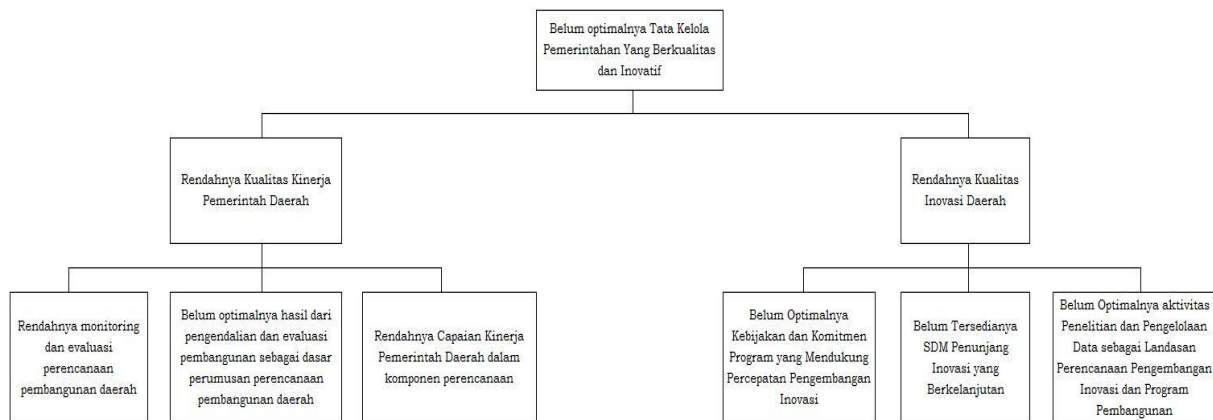 Belum optimalnya Tata Kelola
Pemerintahan Yang Berkualitas
dan Inovatif
Rendahnya Kualitas Kinerja
Pemerintah Daerah
Rendahnya Kualitas
Inovasi Daerah
Rendahnya monitoring
dan evaluasi
perencanaan
pembangunan daerah
Belum optimalnya hasil dari
pengendalian dan evaluasi
pembangunan sebagai dasar
perumusan perencanaan
pembangunan daerah
Rendahnya Capaian Kinerja
Pemerintah Daerah dalam
komponen perencanaan
Belum Optimalnya
Kebijakan dan Komitmen
Program yang Mendukung
Percepatan Pengembangan
Inovasi
Belum Tersedianya
SDM Penunjang
Inovasi yang
Berkelanjutan
Belum Optimalnya aktivitas
Penelitian dan Pengelolaan
Data sebagai Landasan
Perencanaan Pengembangan
Inovasi dan Program
Pembangunan